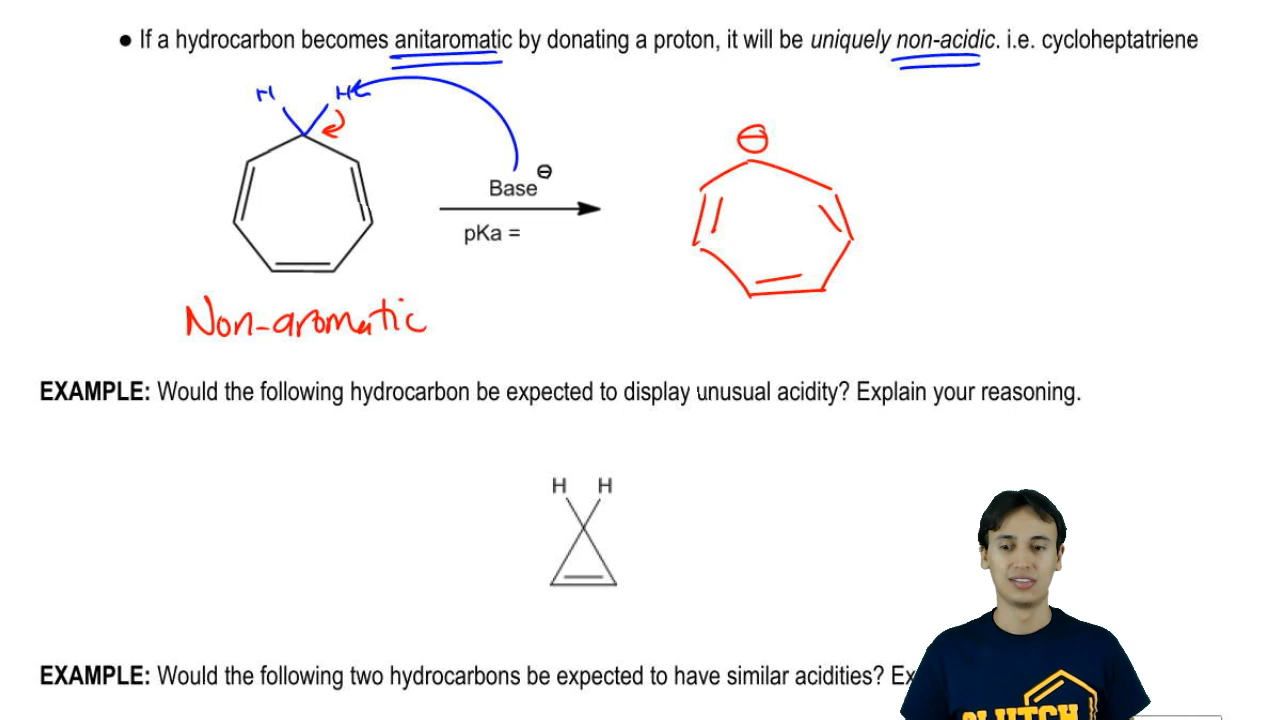 ● If a hydrocarbon becomes anitaromatic by donating a proton, it will be uniquely non-acidic. i.e. cycloheptatriene
H H
Base ⊖
pKa =
⊖
Non-aromatic
EXAMPLE: Would the following hydrocarbon be expected to display unusual acidity? Explain your reasoning.
H H
EXAMPLE: Would the following two hydrocarbons be expected to have similar acidities? Ex
CLUTCH